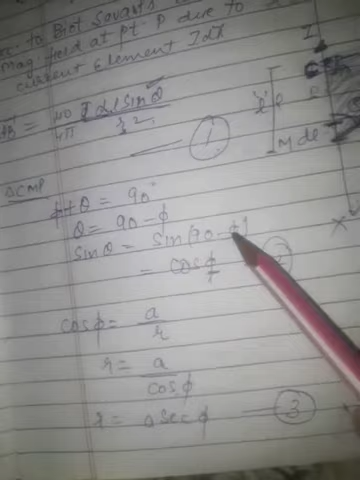 to Biot Savart's
mag. field at pt. P due to
current Element Idl
dB = μ0 I dl sin θ
4π r²
1
l
M dl
X
ΔCMP
φ + θ = 90°
θ = 90 - φ
sin θ = sin(90 - φ)
= cos φ
cos φ = a
r
r = a
cos φ
r = a sec φ — 3